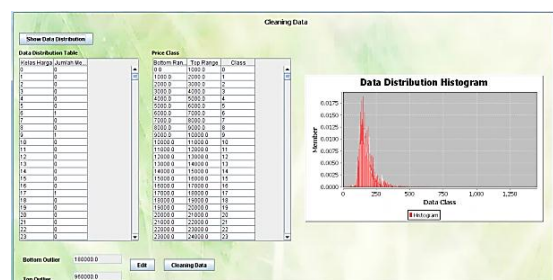 Cleaning Data
Show Data Distribution
Data Distribution Table
Kelas Harga Jumlah Me...
0 0
1 0
2 0
3 0
4 0
5 0
6 1
7 0
8 0
9 1
10 0
11 0
12 0
13 0
14 0
15 0
16 0
17 1
18 0
19 0
20 0
21 0
22 0
23 0
Price Class
Bottom Ran... Top Range Class
0.0 1000.0 0
1000.0 2000.0 1
2000.0 3000.0 2
3000.0 4000.0 3
4000.0 5000.0 4
5000.0 6000.0 5
6000.0 7000.0 6
7000.0 8000.0 7
8000.0 9000.0 8
9000.0 10000.0 9
10000.0 11000.0 10
11000.0 12000.0 11
12000.0 13000.0 12
13000.0 14000.0 13
14000.0 15000.0 14
15000.0 16000.0 15
16000.0 17000.0 16
17000.0 18000.0 17
18000.0 19000.0 18
19000.0 20000.0 19
20000.0 21000.0 20
21000.0 22000.0 21
22000.0 23000.0 22
23000.0 24000.0 23
Data Distribution Histogram
Member
0.0175
0.0150
0.0125
0.0100
0.0075
0.0050
0.0025
0.0000
0 250 500 750 1,000 1,250
Data Class
Histogram
Bottom Outlier 100000.0 Edit Cleaning Data
Top Outlier 950000.0